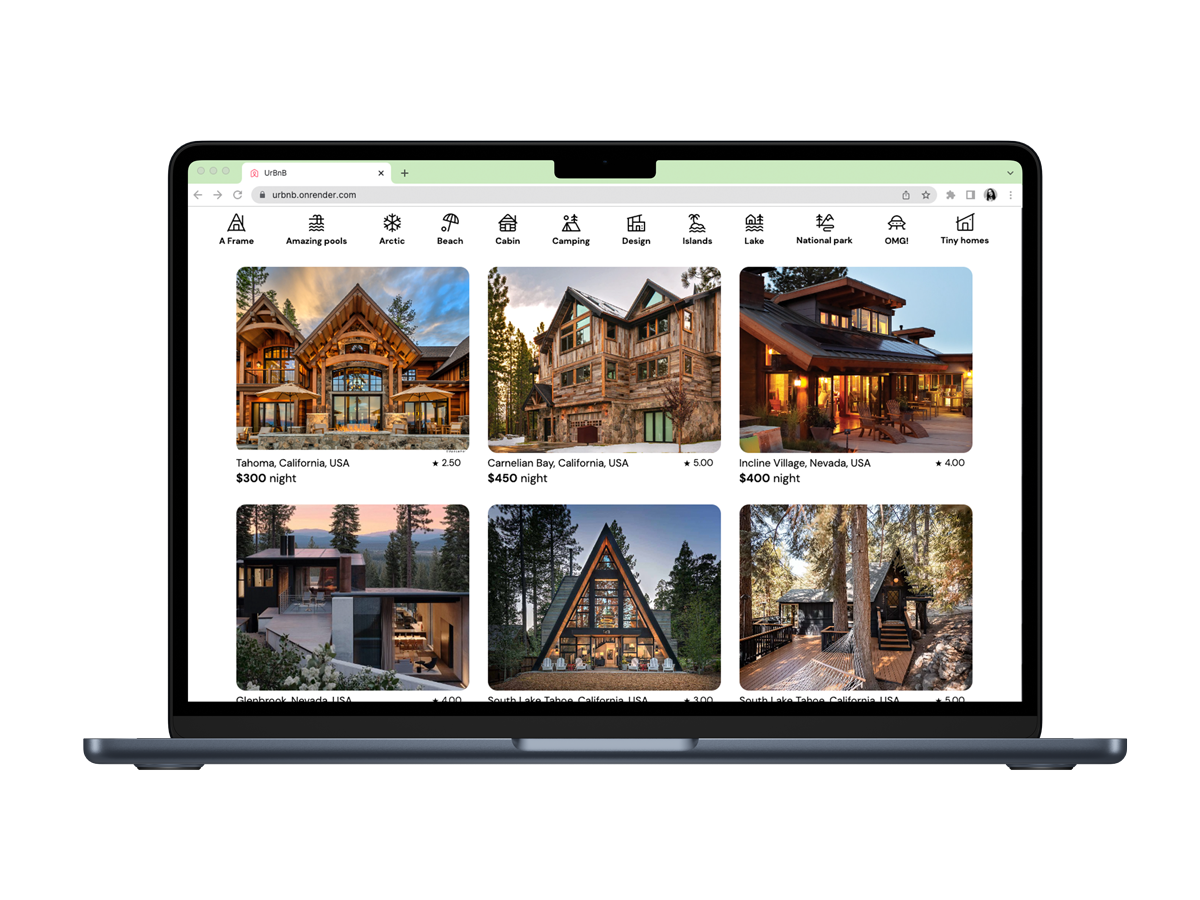 UrBnB
urbnb.onrender.com
A Frame Amazing pools Arctic Beach Cabin Camping Design Islands Lake National park OMG! Tiny homes
Tahoma, California, USA ★ 2.50 Carnelian Bay, California, USA ★ 5.00 Incline Village, Nevada, USA ★ 4.00
$300 night $450 night $400 night
Glenbrook, Nevada, USA ★ 4.00 South Lake Tahoe, California, USA ★ 3.00 South Lake Tahoe, California, USA ★ 5.00